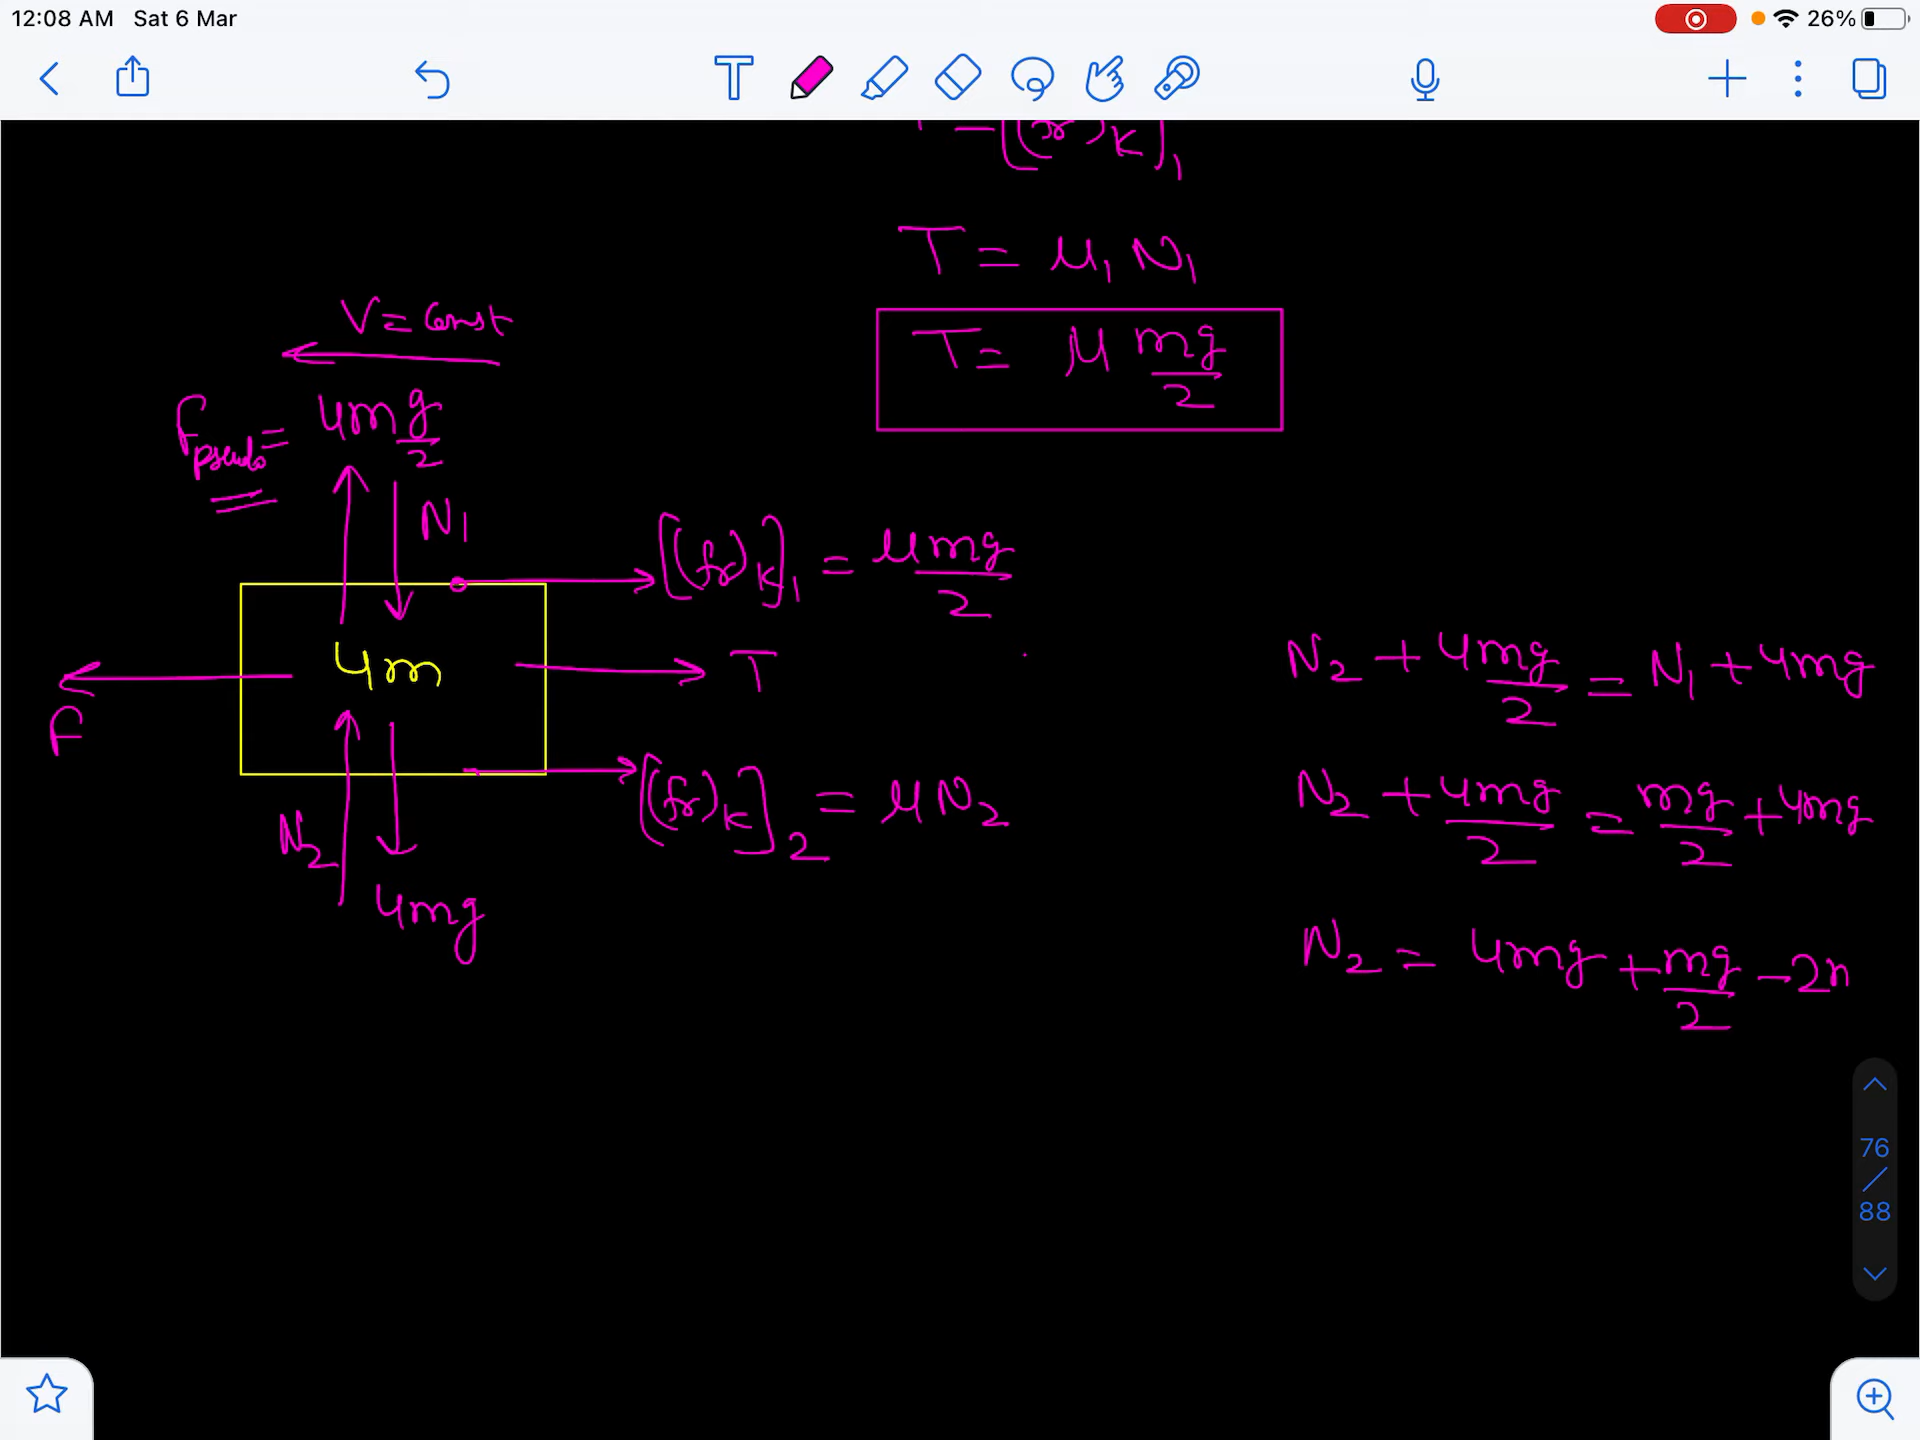 12:08 AM Sat 6 Mar
26%
T
T = μ₁ N₁
T = μ mg/2
V = const
Fpseudo = 4m g/2
N₁
[(fr)k]₁ = μmg/2
4m
T
F
N₂ + 4mg/2 = N₁ + 4mg
[(fr)k]₂ = μN₂
N₂ + 4mg/2 = mg/2 + 4mg
N₂
4mg
N₂ = 4mg + mg/2 - 2n
76
/
88